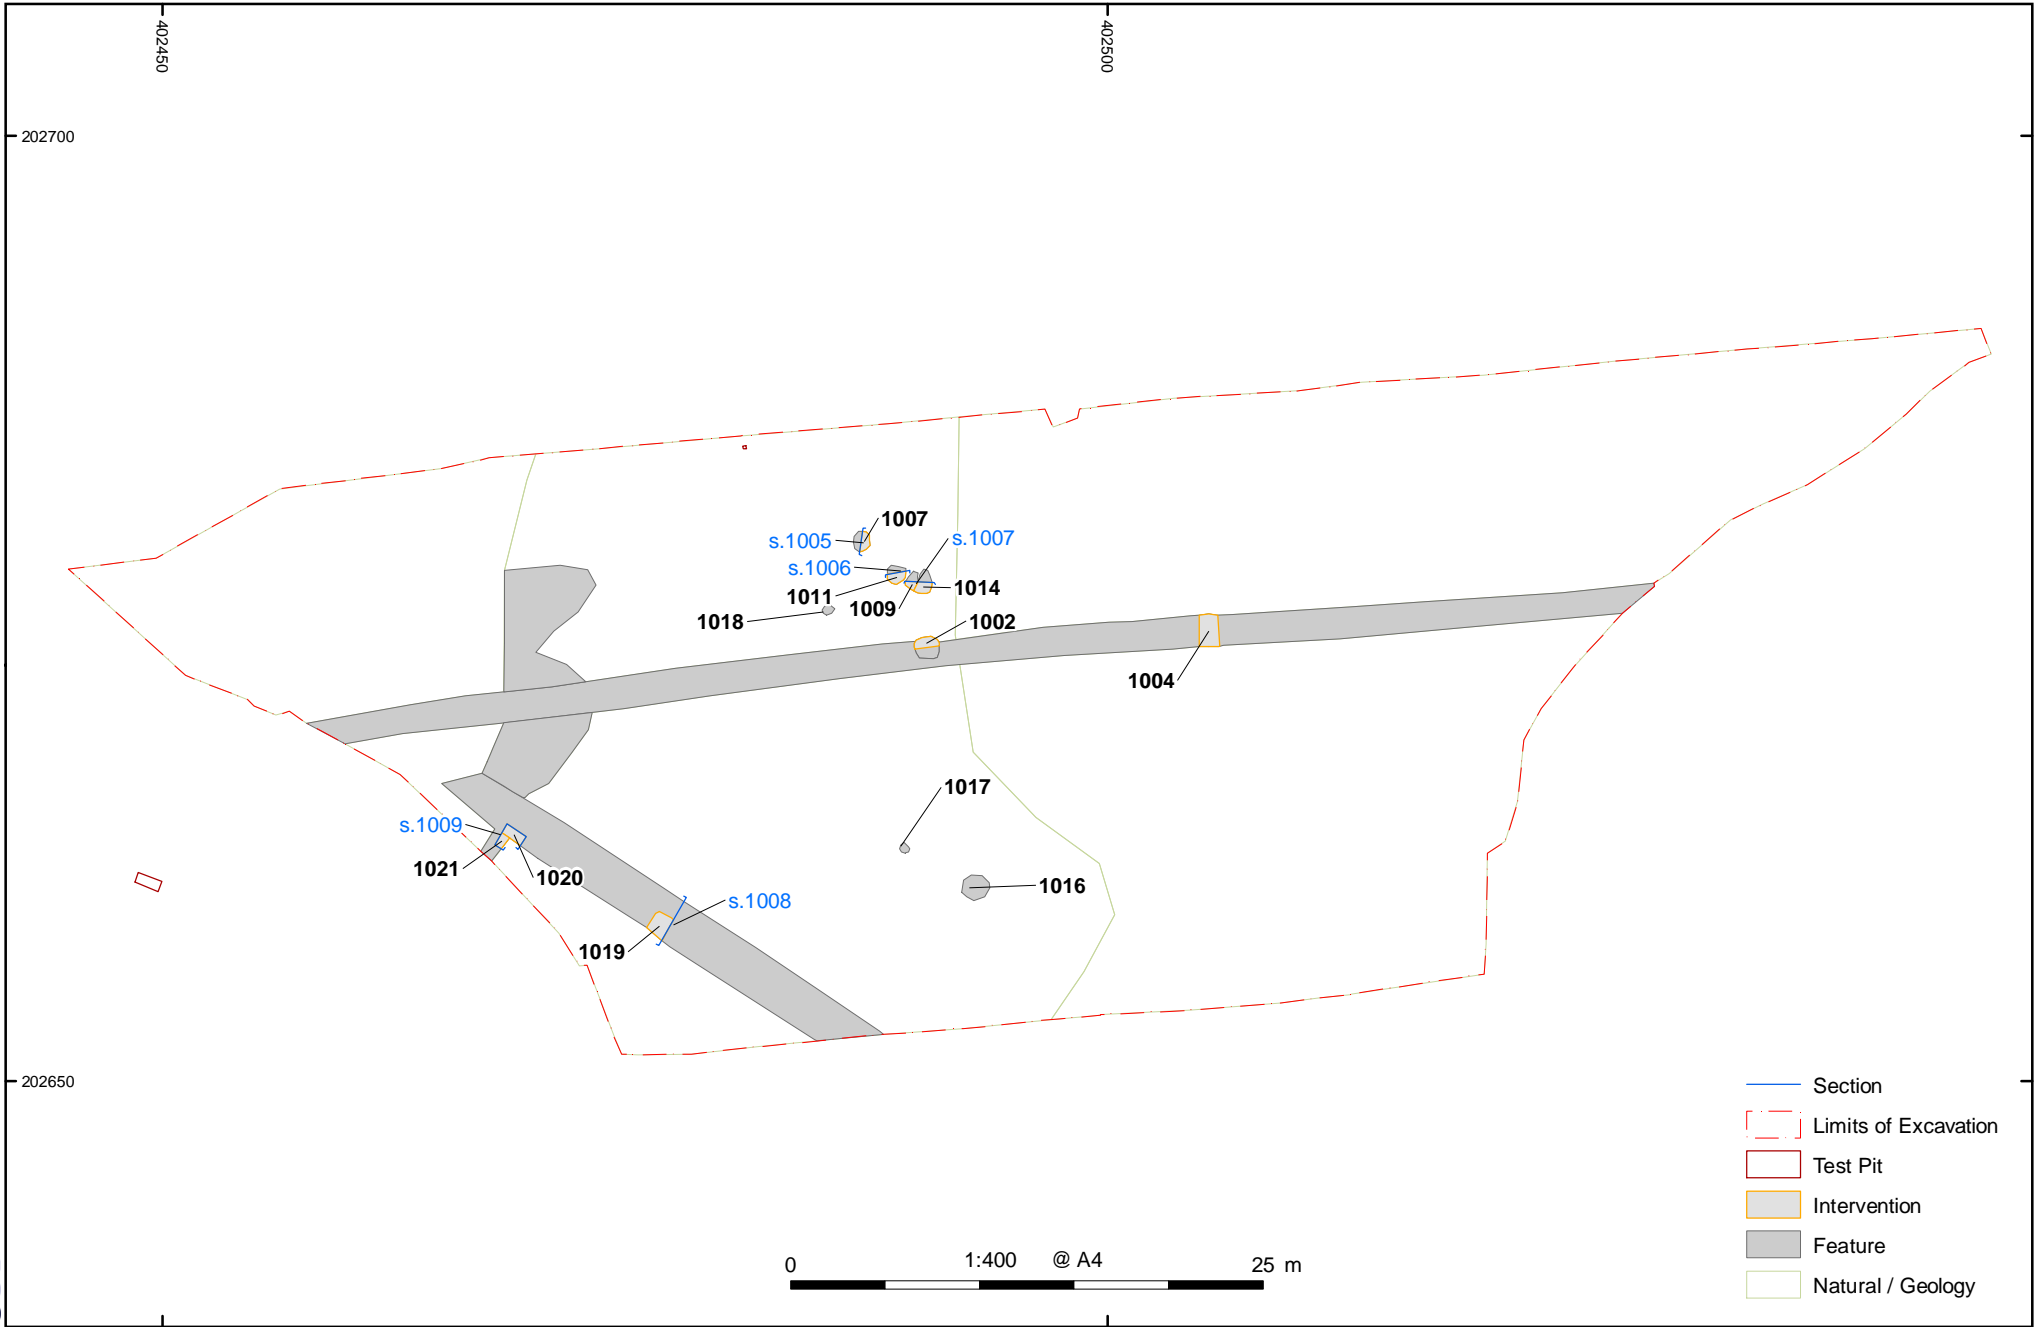 402450
402500
202700
1007
s.1005
s.1007
s.1006
1014
1011
1009
1018
1002
1004
1017
s.1009
1021
1020
1016
s.1008
1019
202650
Section
Limits of Excavation
Test Pit
Intervention
Feature
Natural / Geology
0 1:400 @ A4 25 m